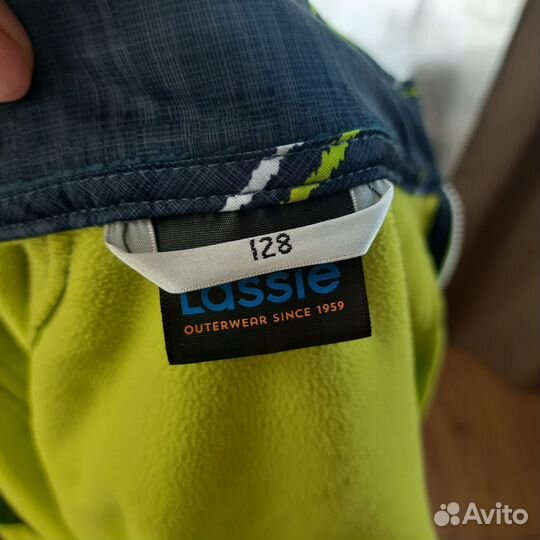 128
Lassie
OUTERWEAR SINCE 1959
Avito